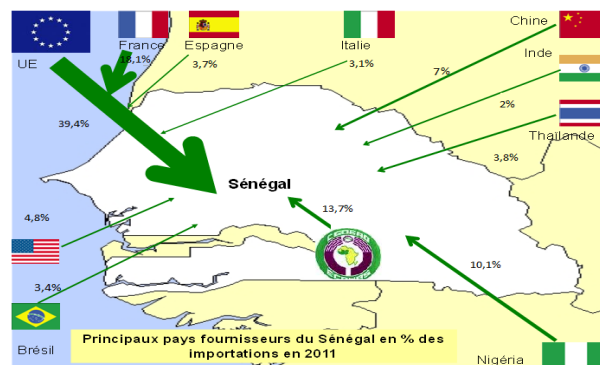 UE
France
Espagne
Italie
Chine
Inde
Thailande
18,1%
3,7%
3,1%
7%
2%
3,8%
39,4%
Sénégal
4,8%
13,7%
3,4%
10,1%
Brésil
Nigéria
Principaux pays fournisseurs du Sénégal en % des
importations en 2011